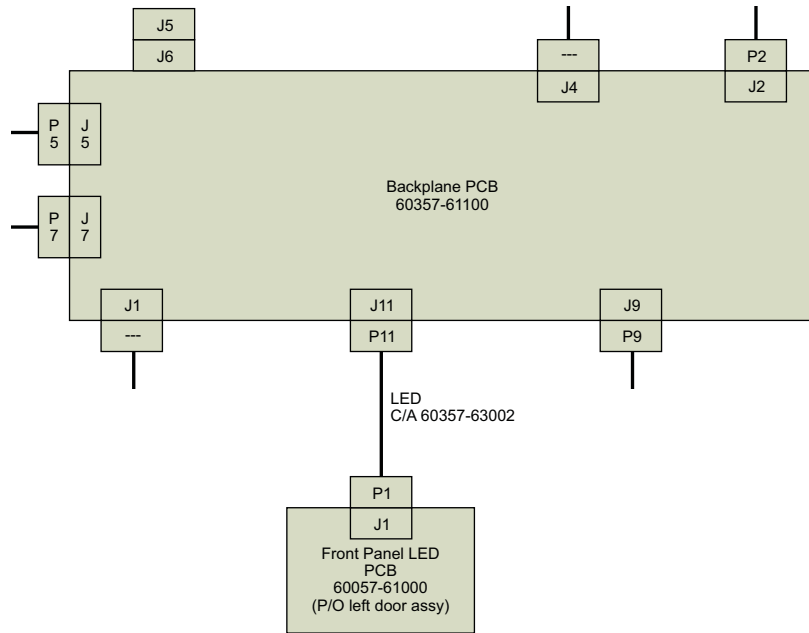 J5
J6
---
J4
P2
J2
P
5
J
5
P
7
J
7
Backplane PCB
60357-61100
J1
---
J11
P11
J9
P9
LED
C/A 60357-63002
P1
J1
Front Panel LED
PCB
60057-61000
(P/O left door assy)